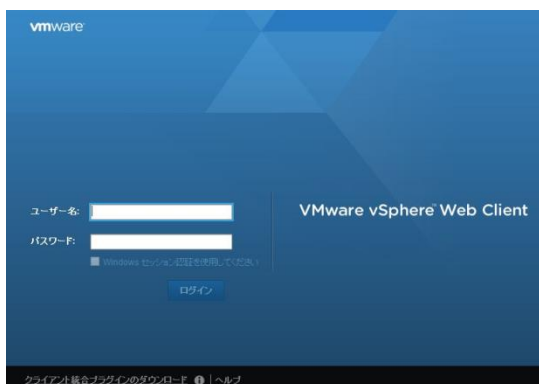 vmware
ユーザー名:
VMware vSphere™ Web Client
パスワード:
Windows セッション認証を使用してください
ログイン
クライアント統合プラグインのダウンロード | ヘルプ